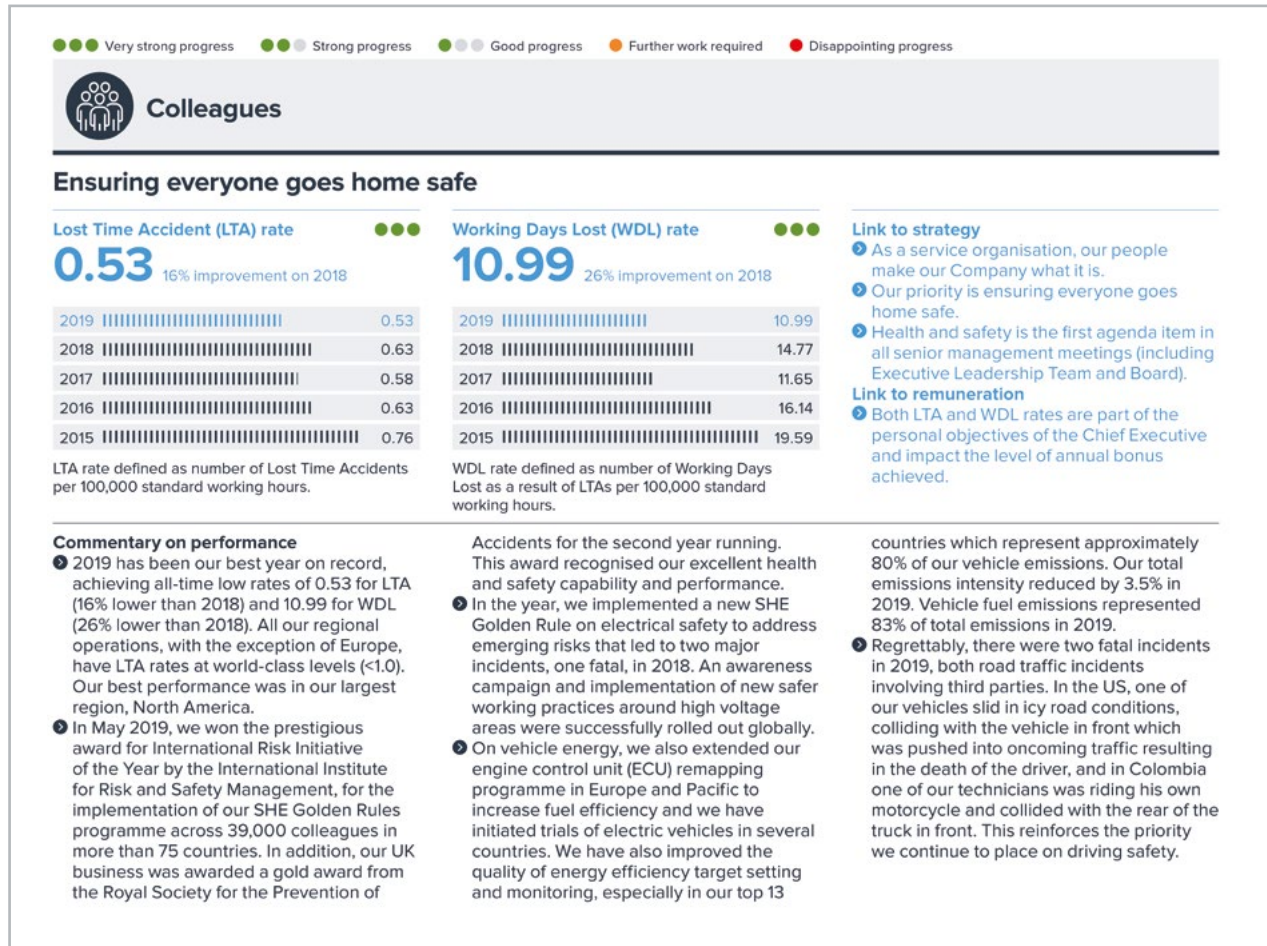 Very strong progress Strong progress Good progress Further work required Disappointing progress
Colleagues
Ensuring everyone goes home safe
Lost Time Accident (LTA) rate
0.53 16% improvement on 2018
2019 0.53
2018 0.63
2017 0.58
2016 0.63
2015 0.76
LTA rate defined as number of Lost Time Accidents
per 100,000 standard working hours.
Working Days Lost (WDL) rate
10.99 26% improvement on 2018
2019 10.99
2018 14.77
2017 11.65
2016 16.14
2015 19.59
WDL rate defined as number of Working Days
Lost as a result of LTAs per 100,000 standard
working hours.
Link to strategy
As a service organisation, our people
make our Company what it is.
Our priority is ensuring everyone goes
home safe.
Health and safety is the first agenda item in
all senior management meetings (including
Executive Leadership Team and Board).
Link to remuneration
Both LTA and WDL rates are part of the
personal objectives of the Chief Executive
and impact the level of annual bonus
achieved.
Commentary on performance
2019 has been our best year on record,
achieving all-time low rates of 0.53 for LTA
(16% lower than 2018) and 10.99 for WDL
(26% lower than 2018). All our regional
operations, with the exception of Europe,
have LTA rates at world-class levels (<1.0).
Our best performance was in our largest
region, North America.
In May 2019, we won the prestigious
award for International Risk Initiative
of the Year by the International Institute
for Risk and Safety Management, for the
implementation of our SHE Golden Rules
programme across 39,000 colleagues in
more than 75 countries. In addition, our UK
business was awarded a gold award from
the Royal Society for the Prevention of
Accidents for the second year running.
This award recognised our excellent health
and safety capability and performance.
In the year, we implemented a new SHE
Golden Rule on electrical safety to address
emerging risks that led to two major
incidents, one fatal, in 2018. An awareness
campaign and implementation of new safer
working practices around high voltage
areas were successfully rolled out globally.
On vehicle energy, we also extended our
engine control unit (ECU) remapping
programme in Europe and Pacific to
increase fuel efficiency and we have
initiated trials of electric vehicles in several
countries. We have also improved the
quality of energy efficiency target setting
and monitoring, especially in our top 13
countries which represent approximately
80% of our vehicle emissions. Our total
emissions intensity reduced by 3.5% in
2019. Vehicle fuel emissions represented
83% of total emissions in 2019.
Regrettably, there were two fatal incidents
in 2019, both road traffic incidents
involving third parties. In the US, one of
our vehicles slid in icy road conditions,
colliding with the vehicle in front which
was pushed into oncoming traffic resulting
in the death of the driver, and in Colombia
one of our technicians was riding his own
motorcycle and collided with the rear of the
truck in front. This reinforces the priority
we continue to place on driving safety.